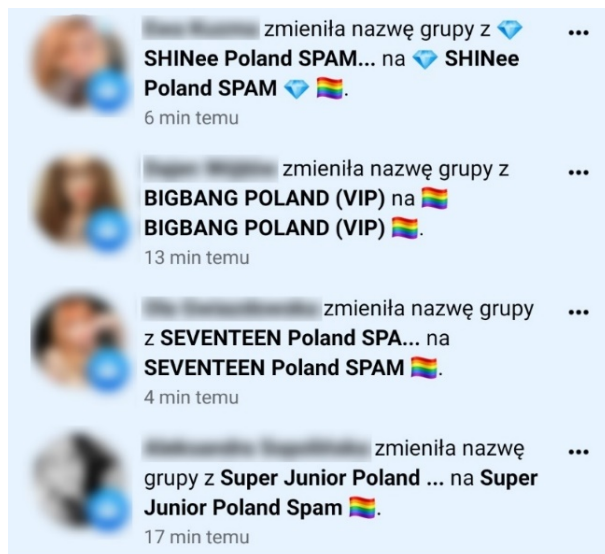 zmieniła nazwę grupy z 💎
SHINee Poland SPAM... na 💎 SHINee
Poland SPAM 💎 🏳️‍🌈.
6 min temu
zmieniła nazwę grupy z
BIGBANG POLAND (VIP) na 🏳️‍🌈
BIGBANG POLAND (VIP) 🏳️‍🌈.
13 min temu
zmieniła nazwę grupy
z SEVENTEEN Poland SPA... na
SEVENTEEN Poland SPAM 🏳️‍🌈.
4 min temu
zmieniła nazwę
grupy z Super Junior Poland ... na Super
Junior Poland Spam 🏳️‍🌈.
17 min temu